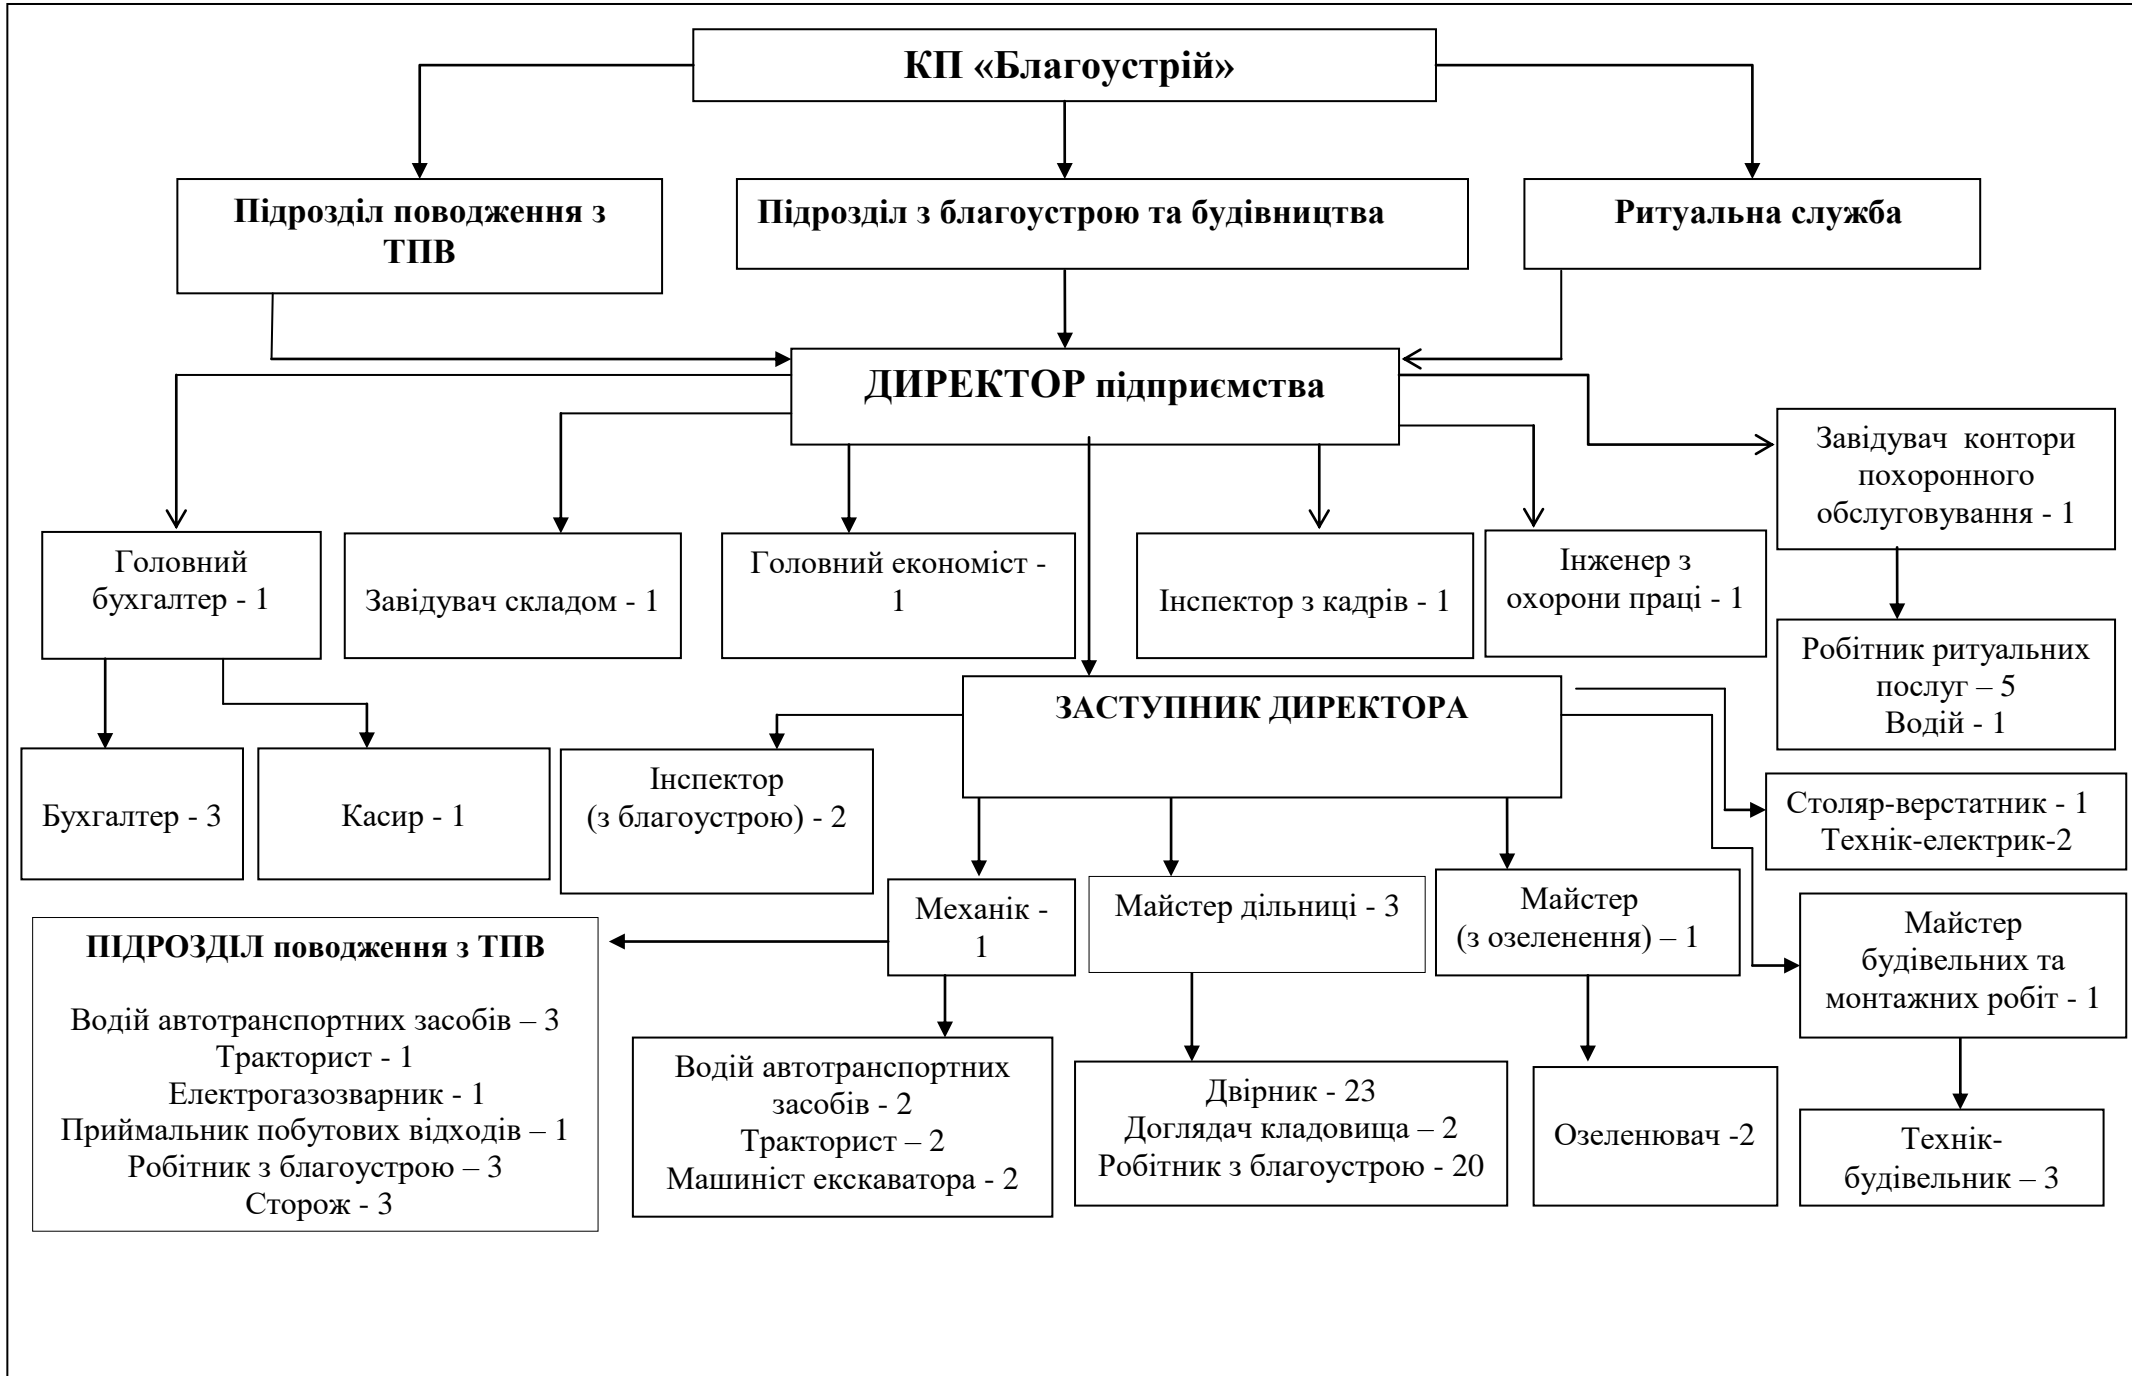 КП «Благоустрій»
Підрозділ поводження з
ТПВ
Підрозділ з благоустрою та будівництва
Ритуальна служба
ДИРЕКТОР підприємства
Завідувач  контори
похоронного
обслуговування - 1
Головний
бухгалтер - 1
Завідувач складом - 1
Головний економіст -
1
Інспектор з кадрів - 1
Інженер з
охорони праці - 1
Робітник ритуальних
послуг – 5
Водій - 1
ЗАСТУПНИК ДИРЕКТОРА
Бухгалтер - 3
Касир - 1
Інспектор
(з благоустрою) - 2
Столяр-верстатник - 1
Технік-електрик-2
Механік -
1
Майстер дільниці - 3
Майстер
(з озеленення) – 1
Майстер
будівельних та
монтажних робіт - 1
ПІДРОЗДІЛ поводження з ТПВ
Водій автотранспортних засобів – 3
Тракторист - 1
Електрогазозварник - 1
Приймальник побутових відходів – 1
Робітник з благоустрою – 3
Сторож - 3
Водій автотранспортних
засобів - 2
Тракторист – 2
Машиніст екскаватора - 2
Двірник - 23
Доглядач кладовища – 2
Робітник з благоустрою - 20
Озеленювач -2
Технік-
будівельник – 3